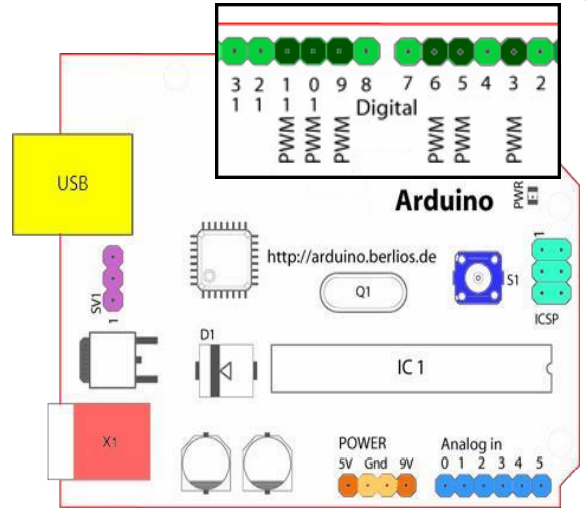 3 2 1 0 9 8 7 6 5 4 3 2
1 1 1 1
Digital
PWM PWM PWM PWM PWM PWM
USB
Arduino
PWR
http://arduino.berlios.de
1
S1
Q1
SV1
1
ICSP
D1
IC 1
X1
POWER
5V Gnd 9V
Analog in
0 1 2 3 4 5